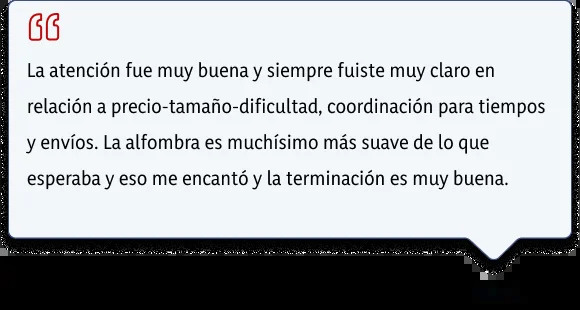 La atención fue muy buena y siempre fuiste muy claro en
relación a precio-tamaño-dificultad, coordinación para tiempos
y envíos. La alfombra es muchísimo más suave de lo que
esperaba y eso me encantó y la terminación es muy buena.